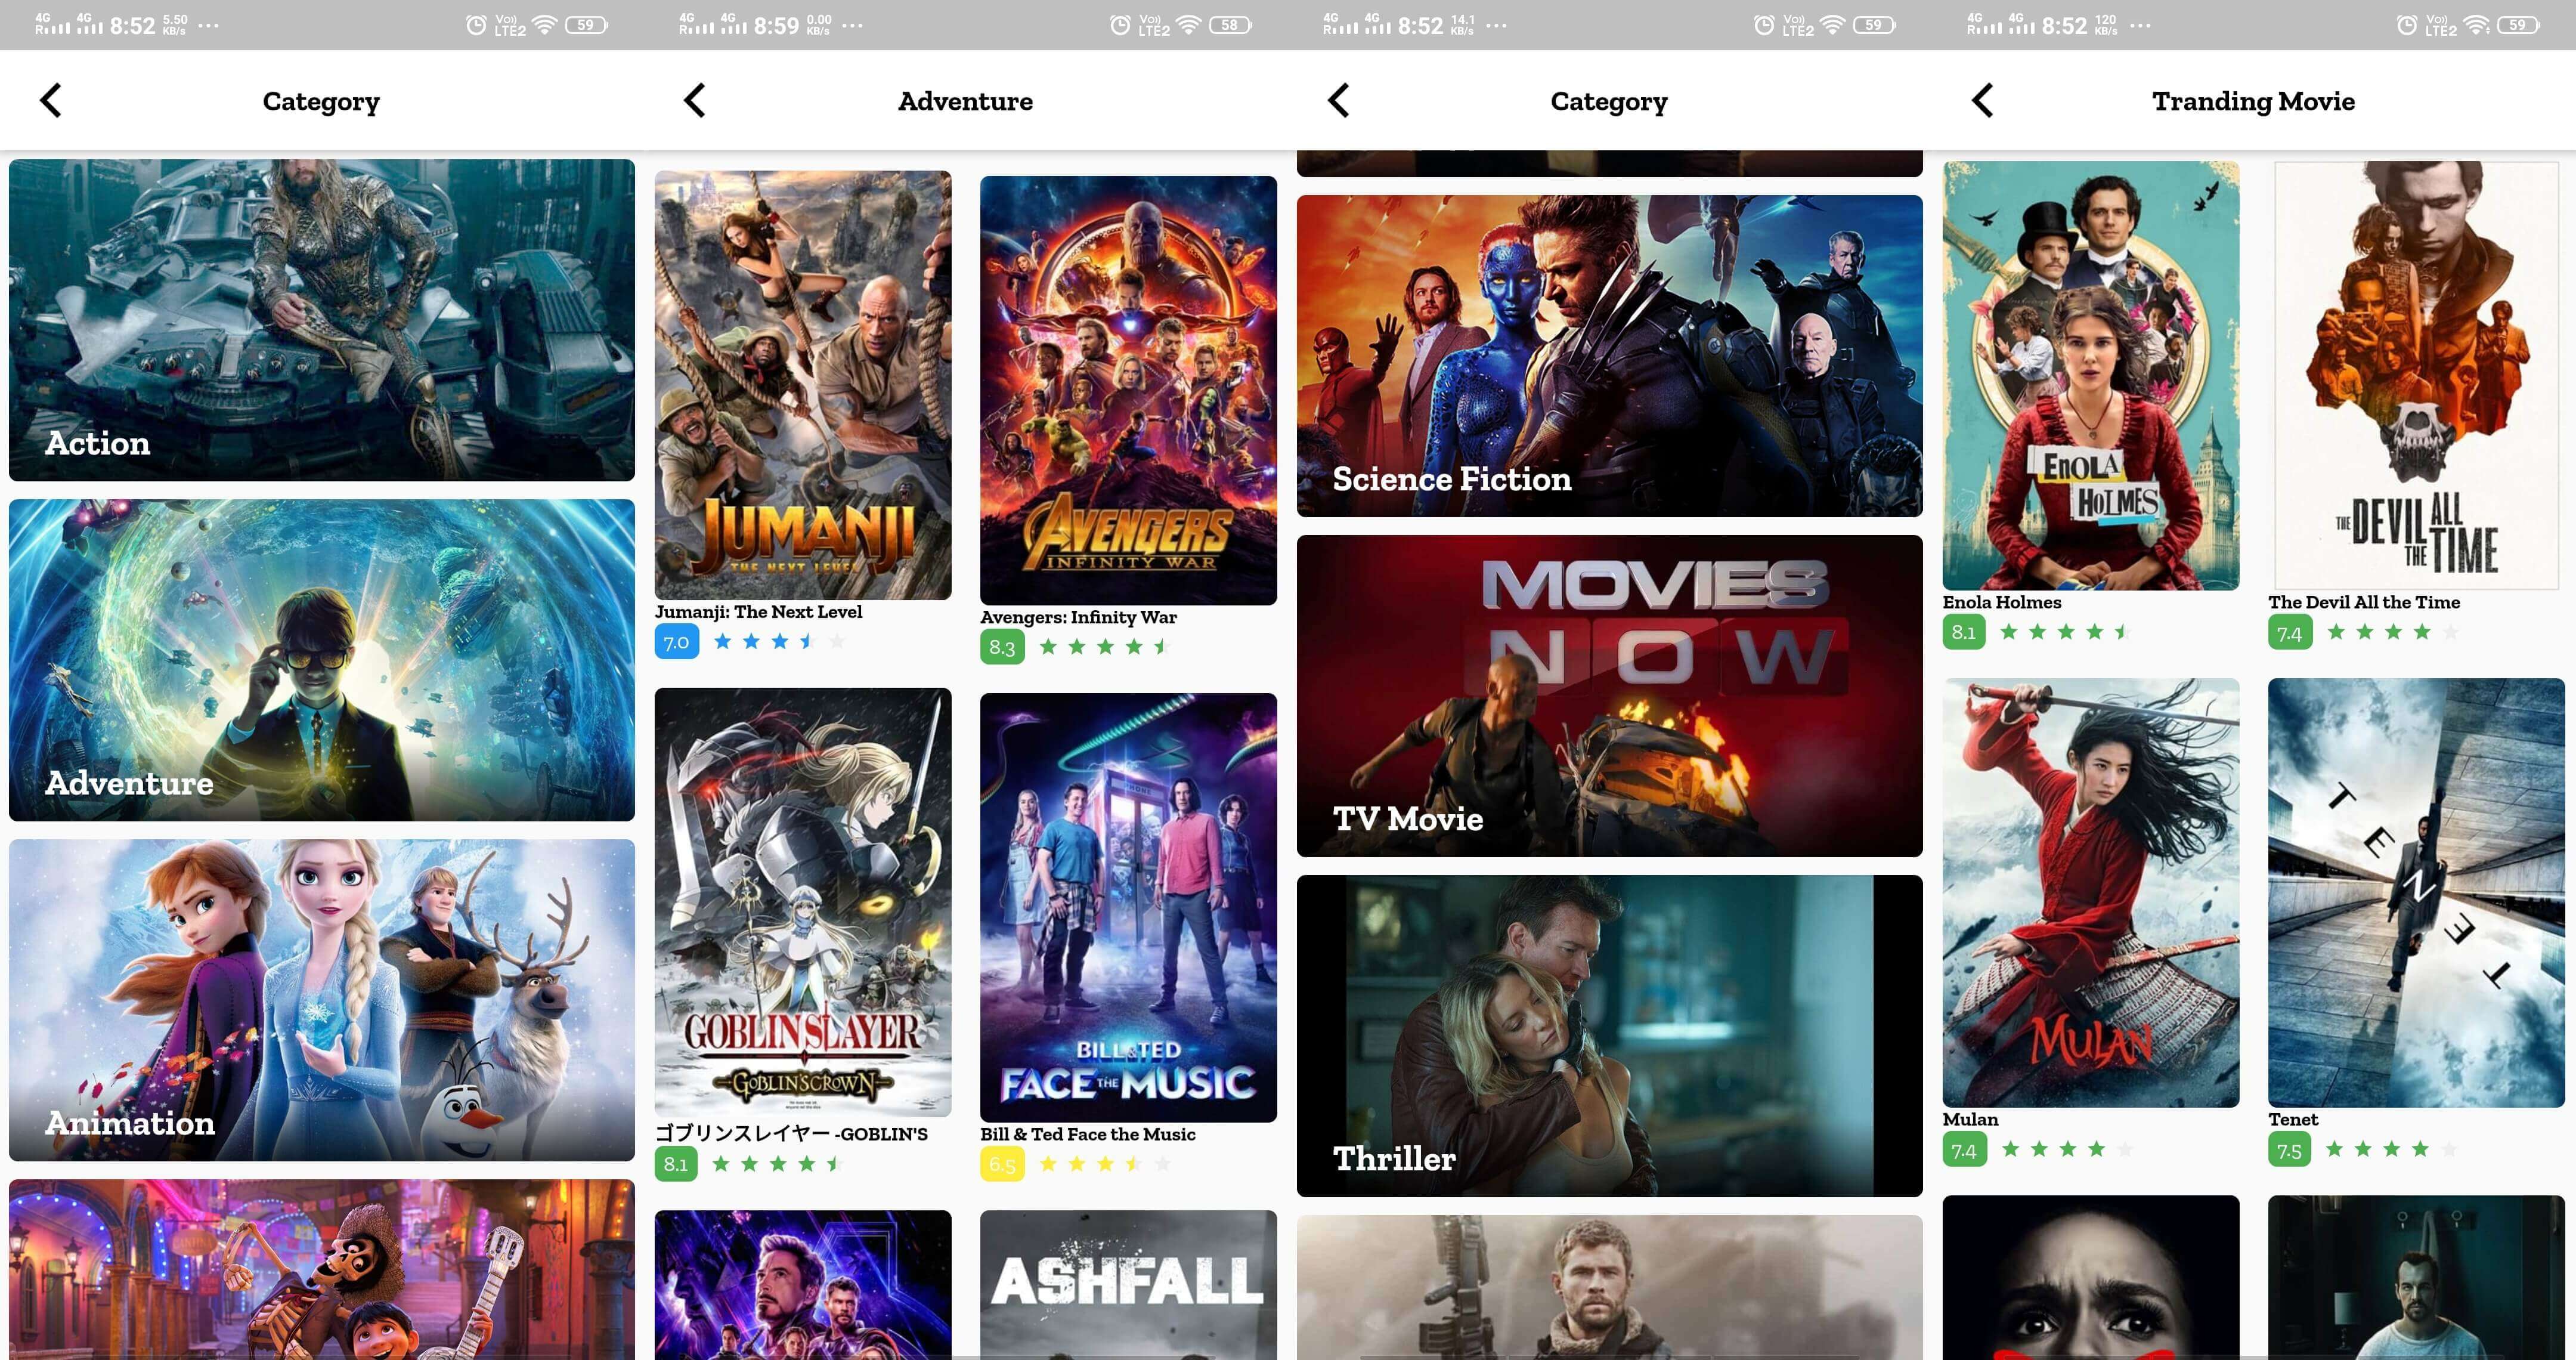 4G 4G 8:52 5.50 KB/s ... Vo)) LTE2 59
R
Category
Action
Adventure
Animation
4G 4G 8:59 0.00 KB/s ... Vo)) LTE2 58
R
Adventure
JUMANJI
THE NEXT LEVEL
Jumanji: The Next Level
7.0
AVENGERS
INFINITY WAR
Avengers: Infinity War
8.3
GOBLIN SLAYER
-GOBLIN'S CROWN-
ゴブリンスレイヤー -GOBLIN'S
8.1
PHONE
BILL & TED
FACE THE MUSIC
Bill & Ted Face the Music
6.5
ASHFALL
4G 4G 8:52 14.1 KB/s ... Vo)) LTE2 59
R
Category
Science Fiction
MOVIES
NOW
TV Movie
Thriller
4G 4G 8:52 120 KB/s ... Vo)) LTE2 59
R
Tranding Movie
ENOLA
HOLMES
Enola Holmes
8.1
THE DEVIL ALL
THE TIME
The Devil All the Time
7.4
MULAN
Mulan
7.4
TENET
Tenet
7.5